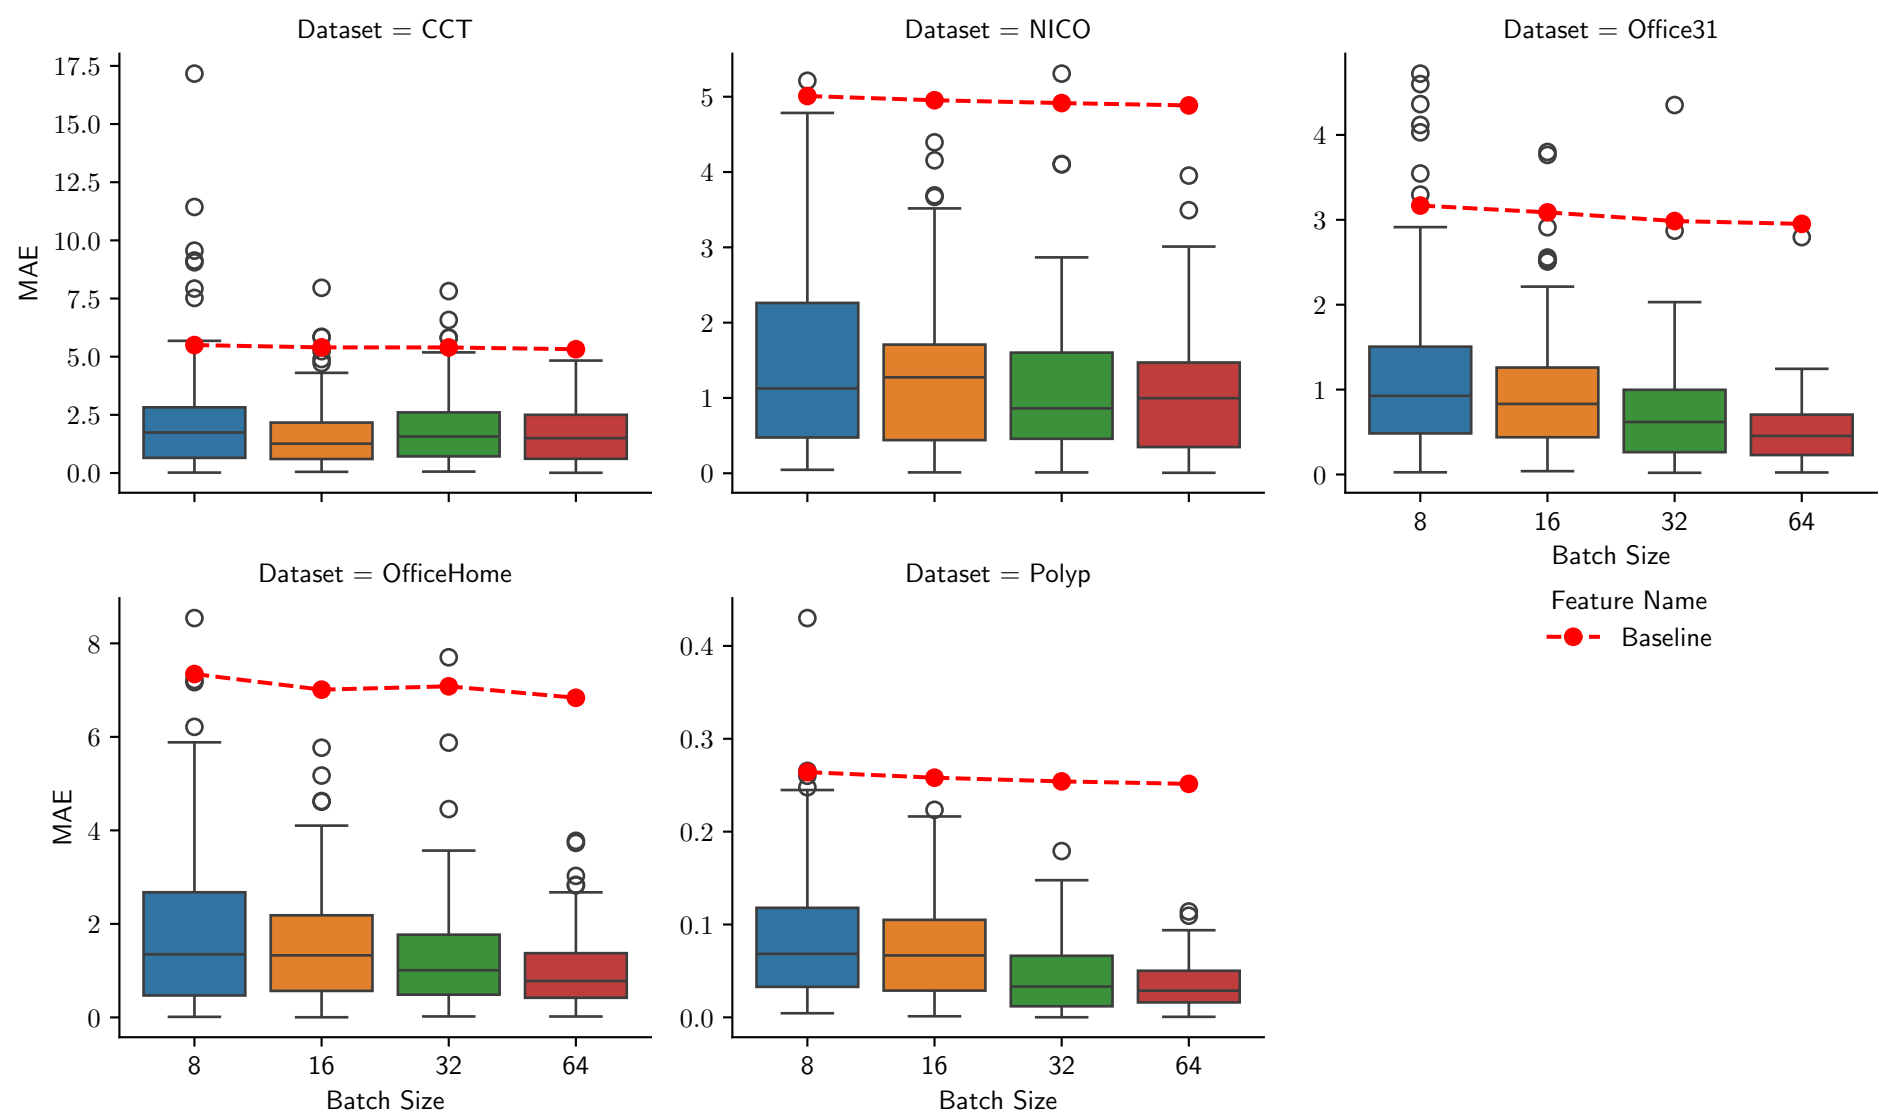 Dataset = CCT
Dataset = NICO
Dataset = Office31
MAE
17.5
15.0
12.5
10.0
7.5
5.0
2.5
0.0
5
4
3
2
1
0
4
3
2
1
0
8 16 32 64
Batch Size
Feature Name
Baseline
Dataset = OfficeHome
Dataset = Polyp
MAE
8
6
4
2
0
8 16 32 64
Batch Size
0.4
0.3
0.2
0.1
0.0
8 16 32 64
Batch Size